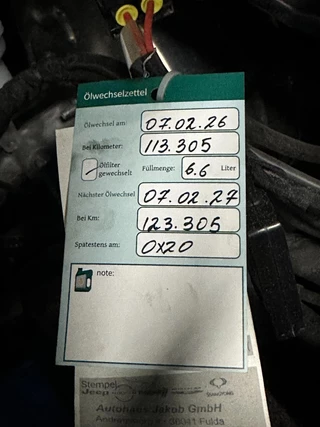 Ölwechselzettel
Ölwechsel am: 07.02.26
Bei Kilometer: 113.305
Ölfilter gewechselt Füllmenge: 6.6 Liter
Nächster Ölwechsel 07.02.27
Bei Km: 123.305
Spätestens am: 0x20
note:
Stempel
Jeep
Autohaus Jakob GmbH
36041 Fulda